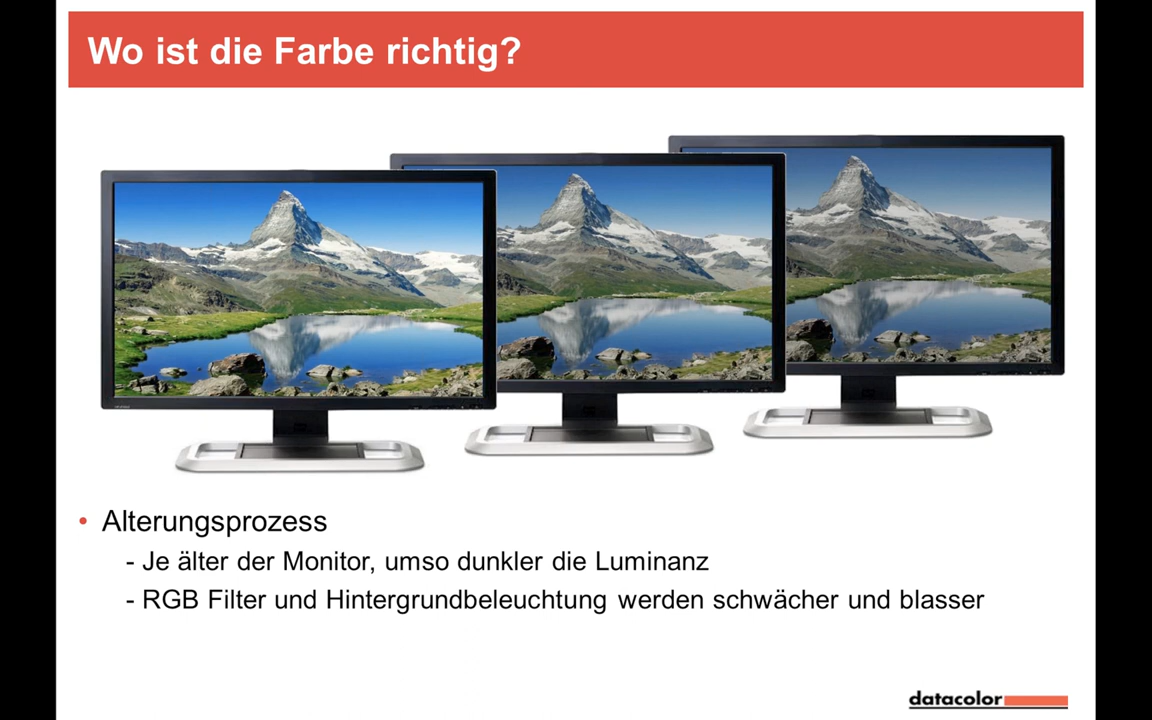 Wo ist die Farbe richtig?
• Alterungsprozess
- Je älter der Monitor, umso dunkler die Luminanz
- RGB Filter und Hintergrundbeleuchtung werden schwächer und blasser
datacolor